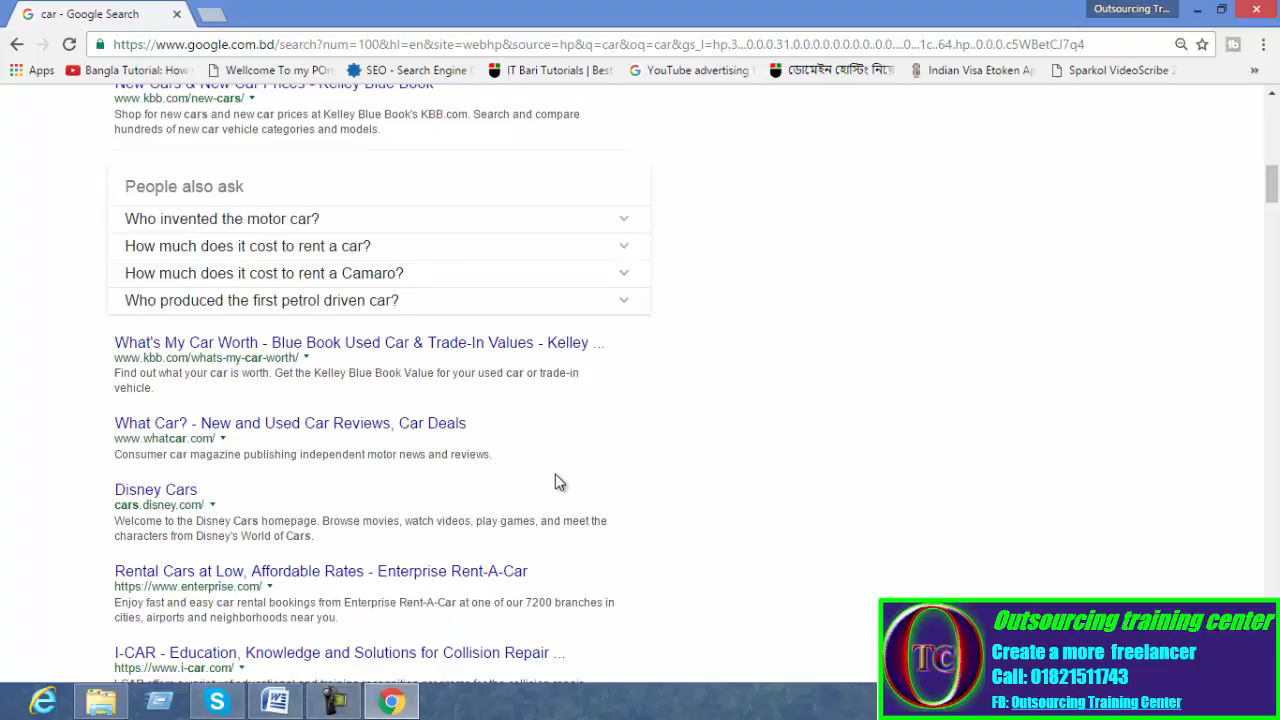 car - Google Search
Outsourcing Tr...
https://www.google.com.bd/search?num=100&hl=en&site=webhp&source=hp&q=car&oq=car&gs_l=hp.3...0.0.0.31.0.0.0.0.0.0.0..0....0...1c..64.hp..0.0.0.c5WBetCJ7q4
Apps
Bangla Tutorial: How
Wellcome To my POr
SEO - Search Engine
IT Bari Tutorials | Best
YouTube advertising
ডোমেইন হোস্টিং নিয়ে
Indian Visa Etoken Ap
Sparkol VideoScribe 2
»
New Cars & New Car Prices - Kelley Blue Book
www.kbb.com/new-cars/
Shop for new cars and new car prices at Kelley Blue Book's KBB.com. Search and compare
hundreds of new car vehicle categories and models.
People also ask
Who invented the motor car?
How much does it cost to rent a car?
How much does it cost to rent a Camaro?
Who produced the first petrol driven car?
What's My Car Worth - Blue Book Used Car & Trade-In Values - Kelley ...
www.kbb.com/whats-my-car-worth/
Find out what your car is worth. Get the Kelley Blue Book Value for your used car or trade-in
vehicle.
What Car? - New and Used Car Reviews, Car Deals
www.whatcar.com/
Consumer car magazine publishing independent motor news and reviews.
Disney Cars
cars.disney.com/
Welcome to the Disney Cars homepage. Browse movies, watch videos, play games, and meet the
characters from Disney's World of Cars.
Rental Cars at Low, Affordable Rates - Enterprise Rent-A-Car
https://www.enterprise.com/
Enjoy fast and easy car rental bookings from Enterprise Rent-A-Car at one of our 7200 branches in
cities, airports and neighborhoods near you.
I-CAR - Education, Knowledge and Solutions for Collision Repair ...
https://www.i-car.com/
OTC
Outsourcing training center
Create a more freelancer
Call: 01821511743
FB: Outsourcing Training Center